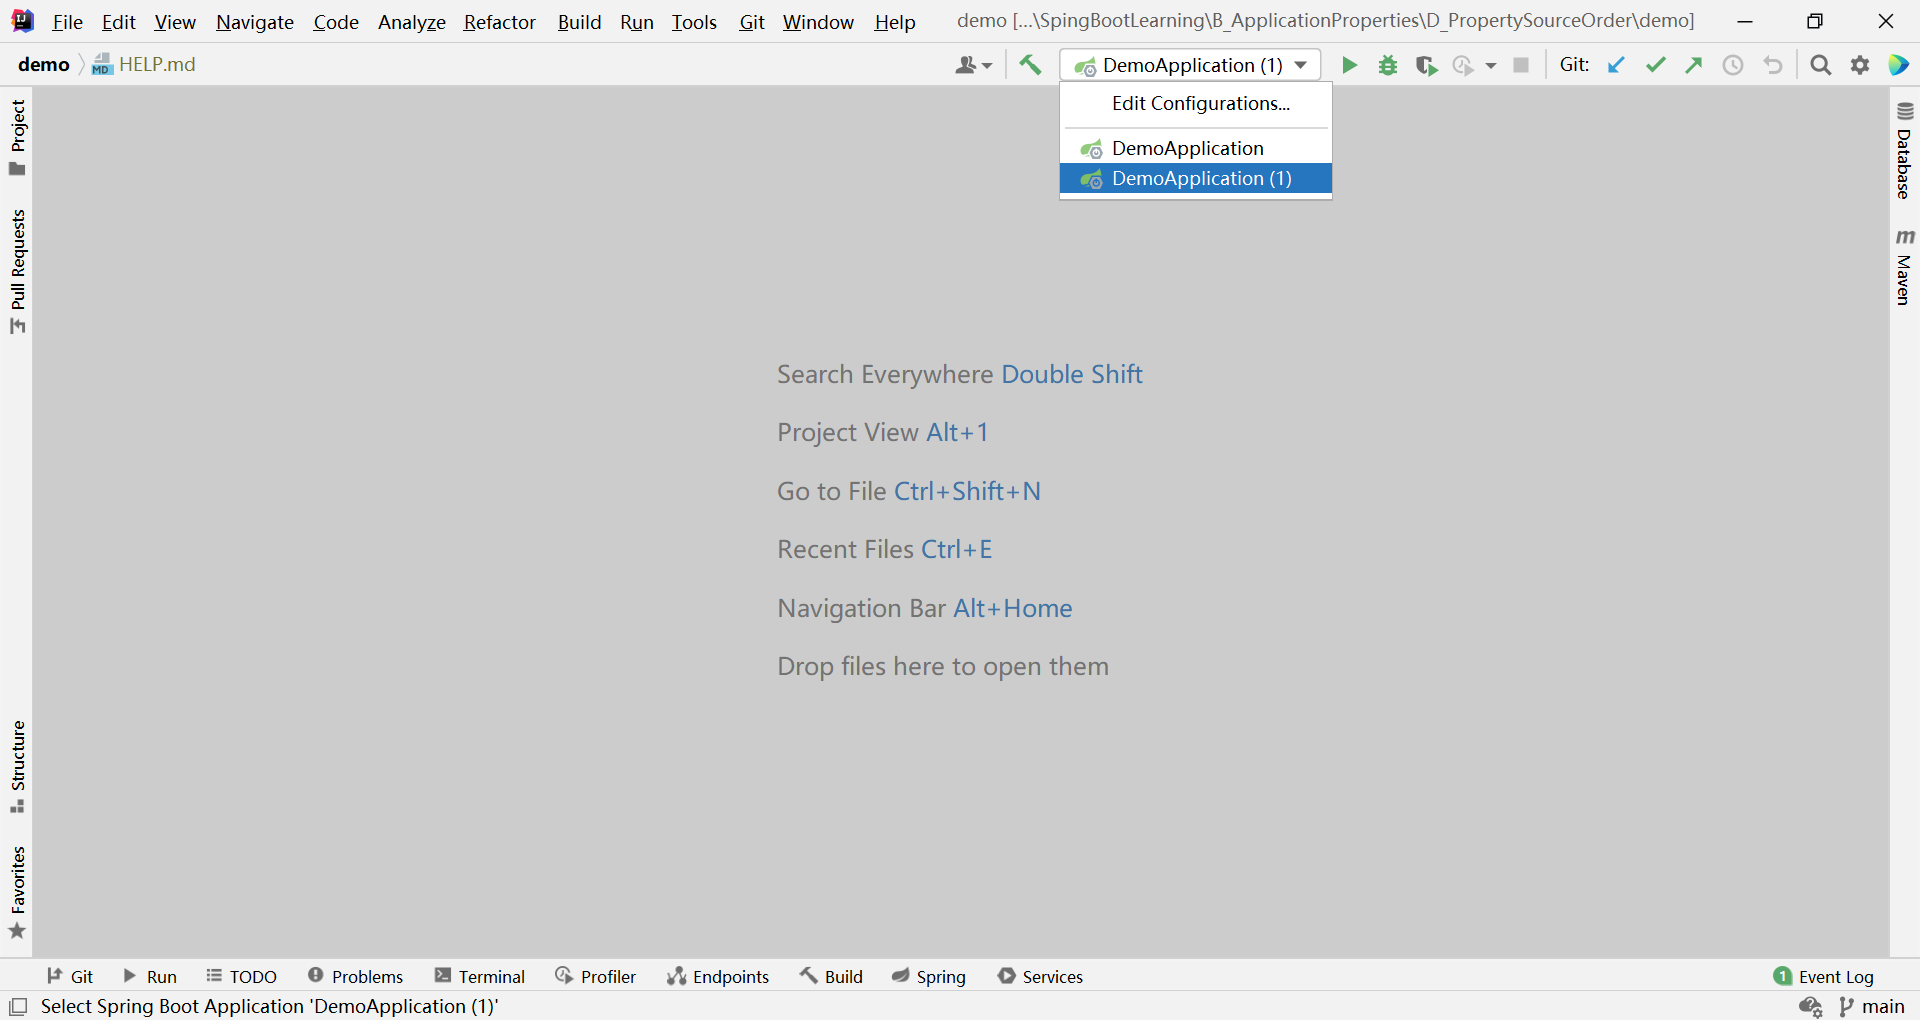 File Edit View Navigate Code Analyze Refactor Build Run Tools Git Window Help demo [...\SpingBootLearning\B_ApplicationProperties\D_PropertySourceOrder\demo]
demo HELP.md DemoApplication (1) Git:
Edit Configurations...
DemoApplication
DemoApplication (1)
Project
Pull Requests
Structure
Favorites
Database
Maven
Search Everywhere Double Shift
Project View Alt+1
Go to File Ctrl+Shift+N
Recent Files Ctrl+E
Navigation Bar Alt+Home
Drop files here to open them
Git Run TODO Problems Terminal Profiler Endpoints Build Spring Services 1 Event Log
Select Spring Boot Application 'DemoApplication (1)' main